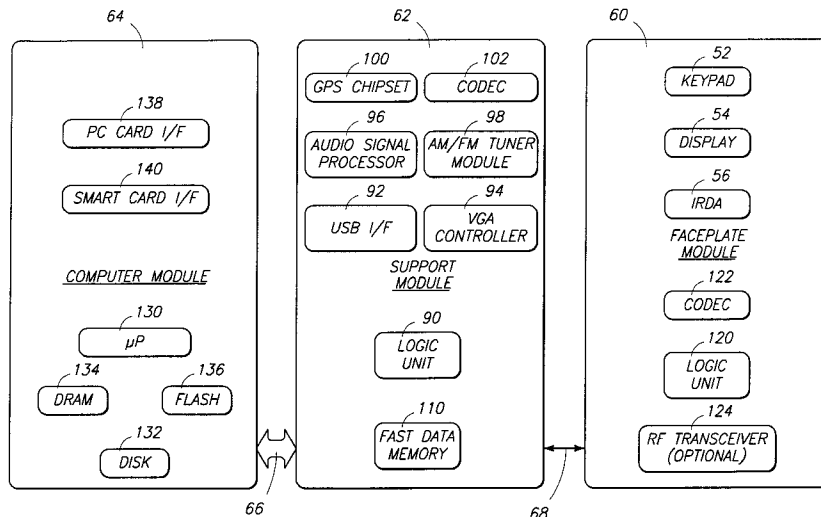 64
138
PC CARD I/F
140
SMART CARD I/F
COMPUTER MODULE
130
µP
134
DRAM
136
FLASH
132
DISK
66
62
100
GPS CHIPSET
102
CODEC
96
AUDIO SIGNAL
PROCESSOR
98
AM/FM TUNER
MODULE
92
USB I/F
94
VGA
CONTROLLER
SUPPORT
MODULE
90
LOGIC
UNIT
110
FAST DATA
MEMORY
68
60
52
KEYPAD
54
DISPLAY
56
IRDA
FACEPLATE
MODULE
122
CODEC
120
LOGIC
UNIT
124
RF TRANSCEIVER
(OPTIONAL)